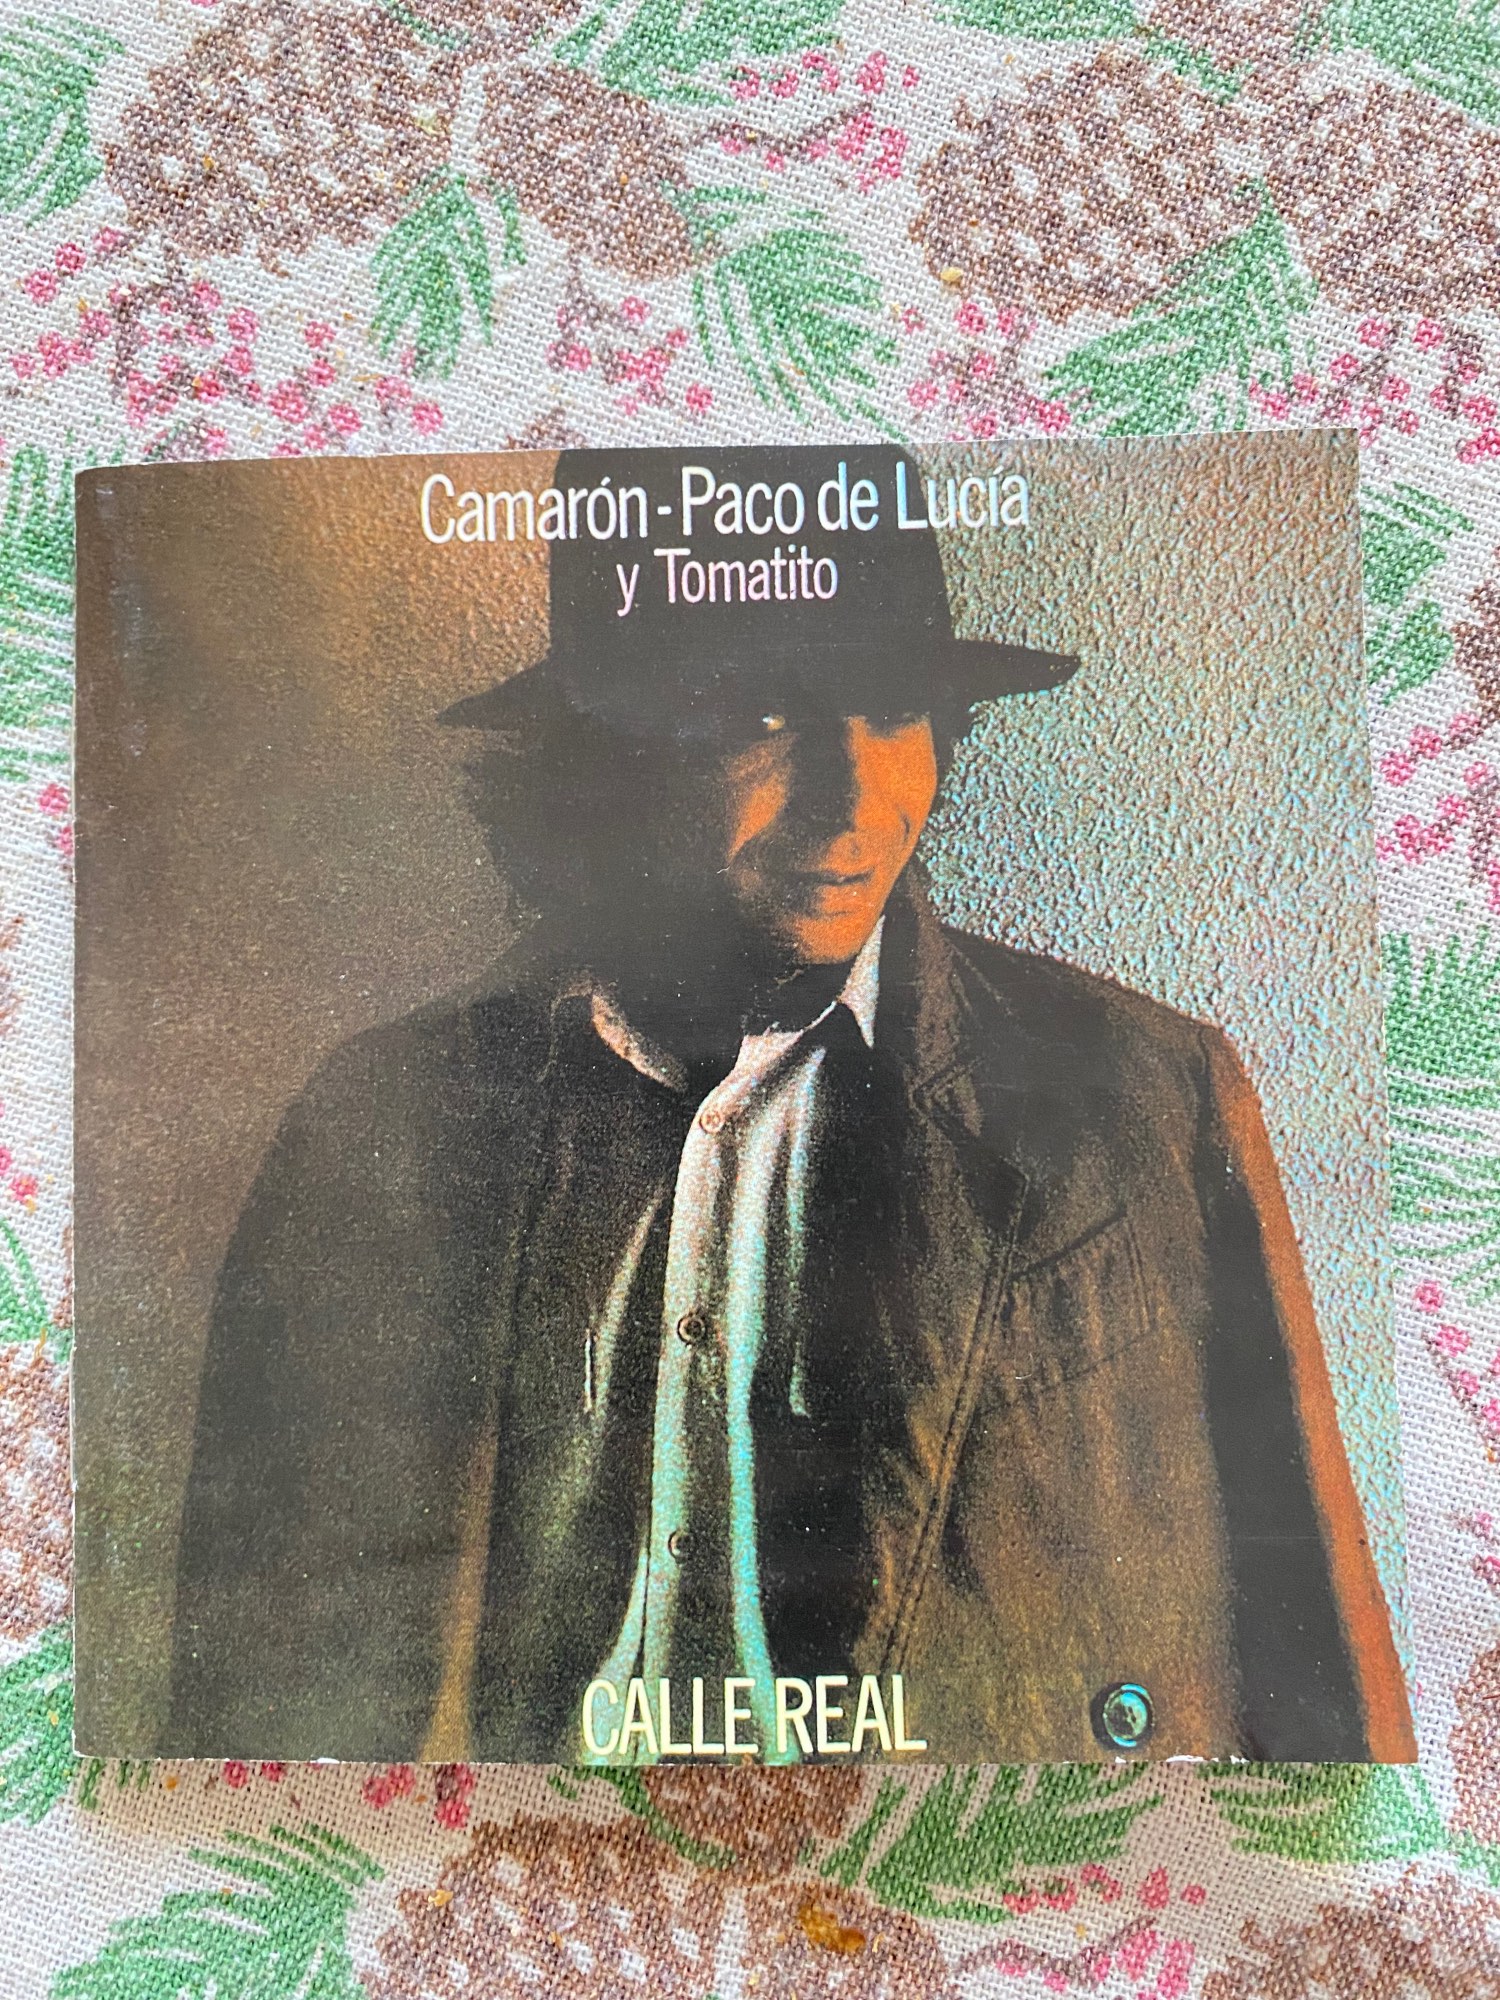 Camarón-Paco de Lucía
y Tomatito
CALLE REAL